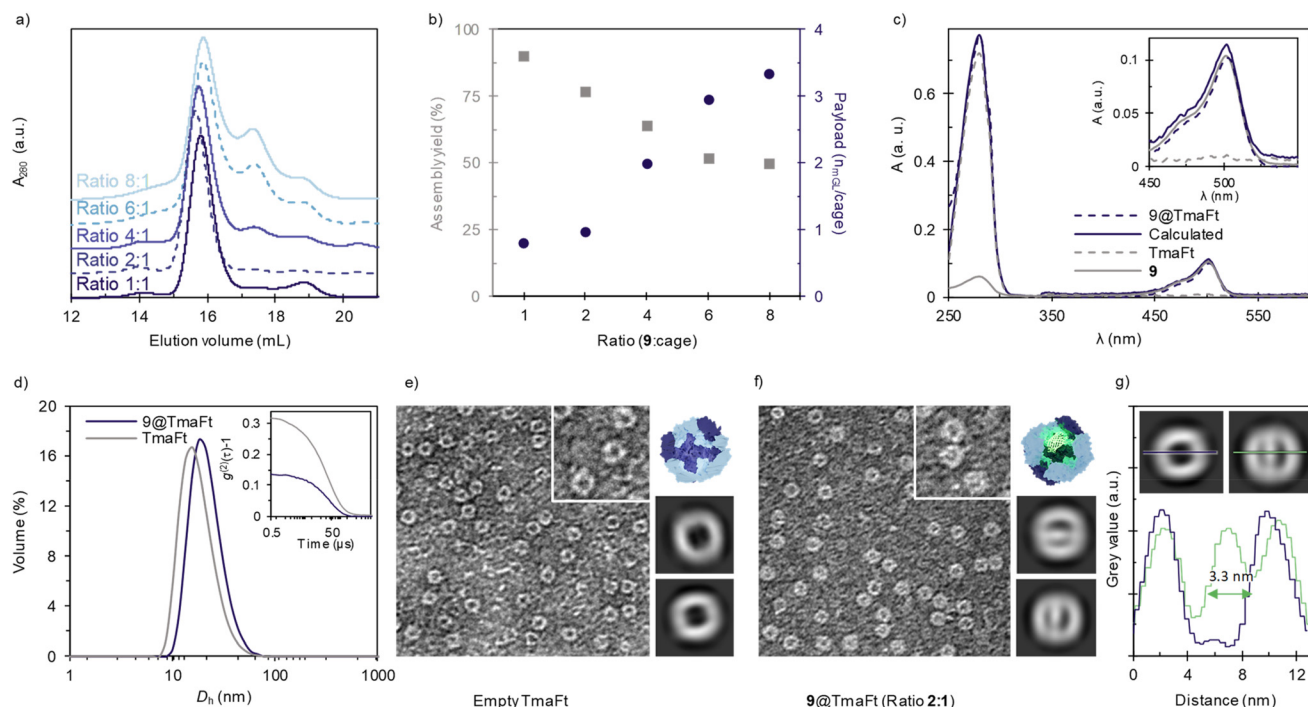 a)
A280 (a.u.)
Ratio 8:1
Ratio 6:1
Ratio 4:1
Ratio 2:1
Ratio 1:1
12 14 16 18 20
Elution volume (mL)
b)
100
75
50
25
0
Assembly yield (%)
4
3
2
1
0
Payload (nmGL/cage)
1 2 4 6 8
Ratio (9:cage)
c)
0.8
0.6
0.4
0.2
0
A (a. u.)
250 350 450 550
λ (nm)
0.1
0.05
0
A (a.u.)
450 500
λ (nm)
9@TmaFt
Calculated
TmaFt
9
d)
20
16
12
8
4
0
Volume (%)
9@TmaFt
TmaFt
0.3
0.2
0.1
0
g(2)(τ)-1
0.5 50
Time (µs)
1 10 100 1000
Dh (nm)
e)
Empty TmaFt
f)
9@TmaFt (Ratio 2:1)
g)
Grey value (a.u.)
3.3 nm
0 4 8 12
Distance (nm)